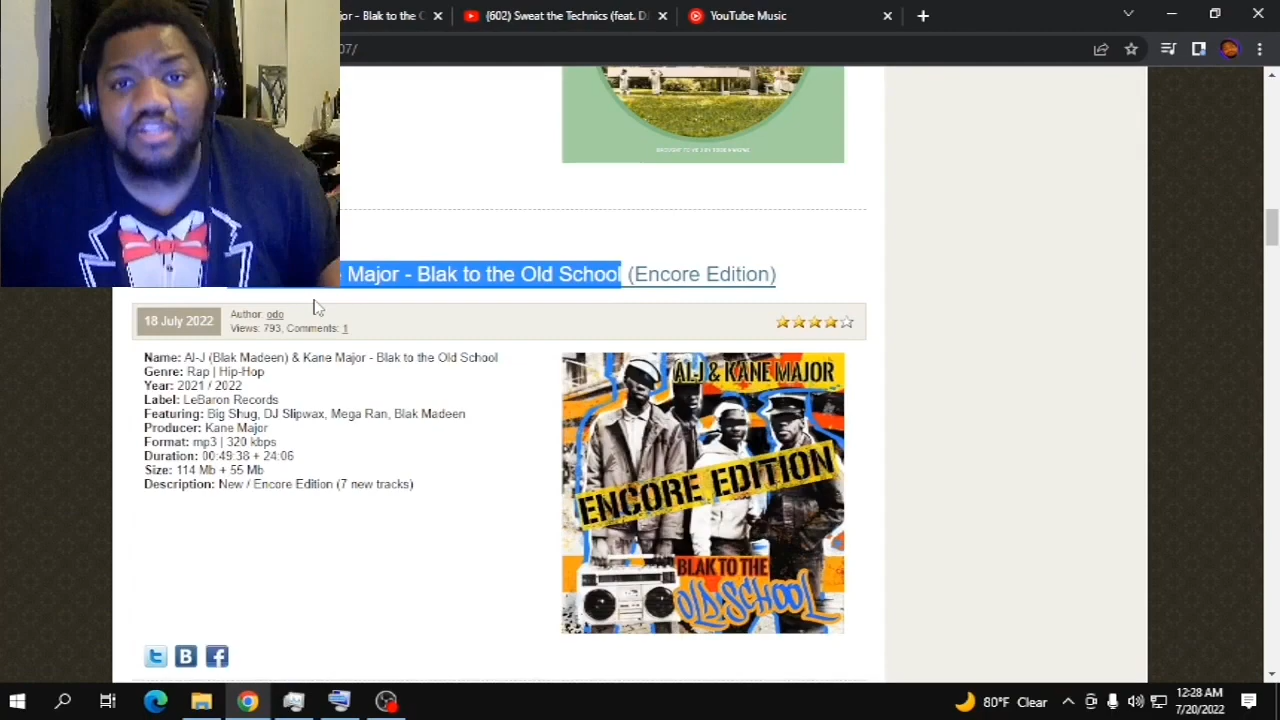 jor - Blak to the C
(602) Sweat the Technics (feat. DJ
YouTube Music
07/
e Major - Blak to the Old School (Encore Edition)
18 July 2022
Author: odo
Views: 793, Comments: 1
Name: Al-J (Blak Madeen) & Kane Major - Blak to the Old School
Genre: Rap | Hip-Hop
Year: 2021 / 2022
Label: LeBaron Records
Featuring: Big Shug, DJ Slipwax, Mega Ran, Blak Madeen
Producer: Kane Major
Format: mp3 | 320 kbps
Duration: 00:49:38 + 24:06
Size: 114 Mb + 55 Mb
Description: New / Encore Edition (7 new tracks)
AL-J & KANE MAJOR
ENCORE EDITION
BLAK TO THE
OLD SCHOOL
80°F Clear
12:28 AM
7/20/2022